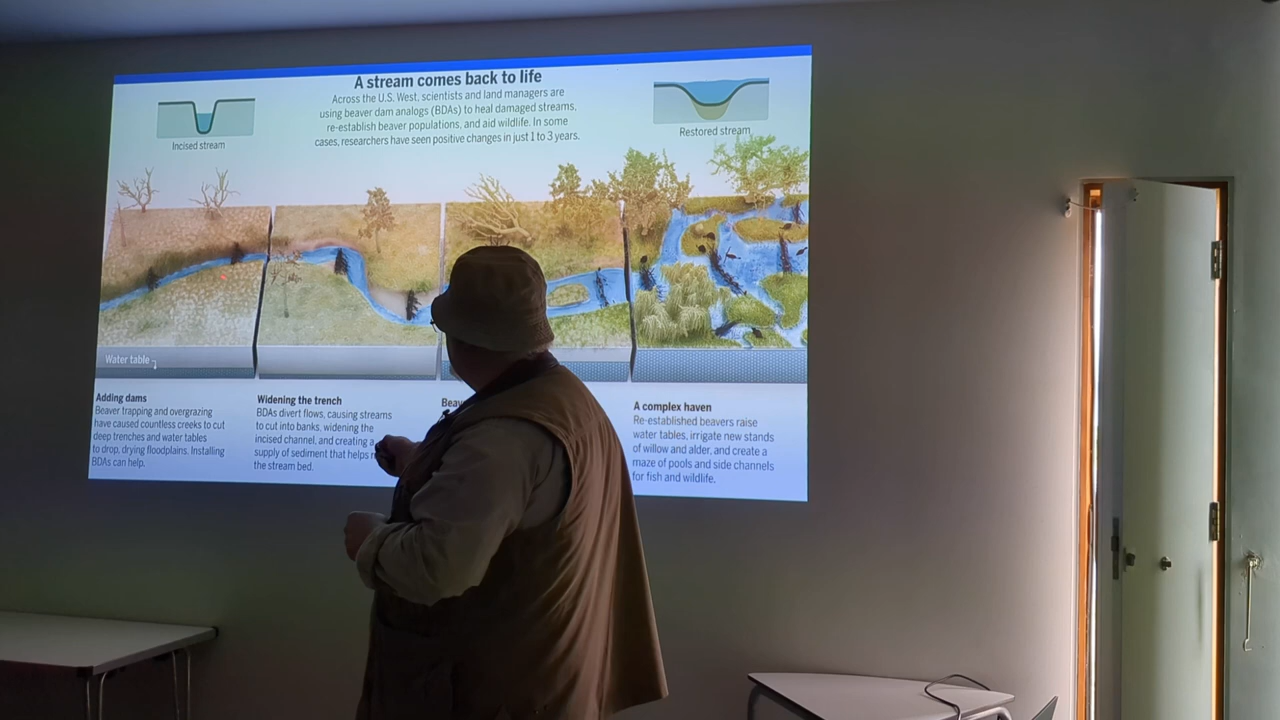 A stream comes back to life
Across the U.S. West, scientists and land managers are
using beaver dam analogs (BDAs) to heal damaged streams,
re-establish beaver populations, and aid wildlife. In some
cases, researchers have seen positive changes in just 1 to 3 years.
Incised stream
Restored stream
Water table
Adding dams
Beaver trapping and overgrazing
have caused countless creeks to cut
deep trenches and water tables
to drop, drying floodplains. Installing
BDAs can help.
Widening the trench
BDAs divert flows, causing streams
to cut into banks, widening the
incised channel, and creating a
supply of sediment that helps
the stream bed.
A complex haven
Re-established beavers raise
water tables, irrigate new stands
of willow and alder, and create a
maze of pools and side channels
for fish and wildlife.